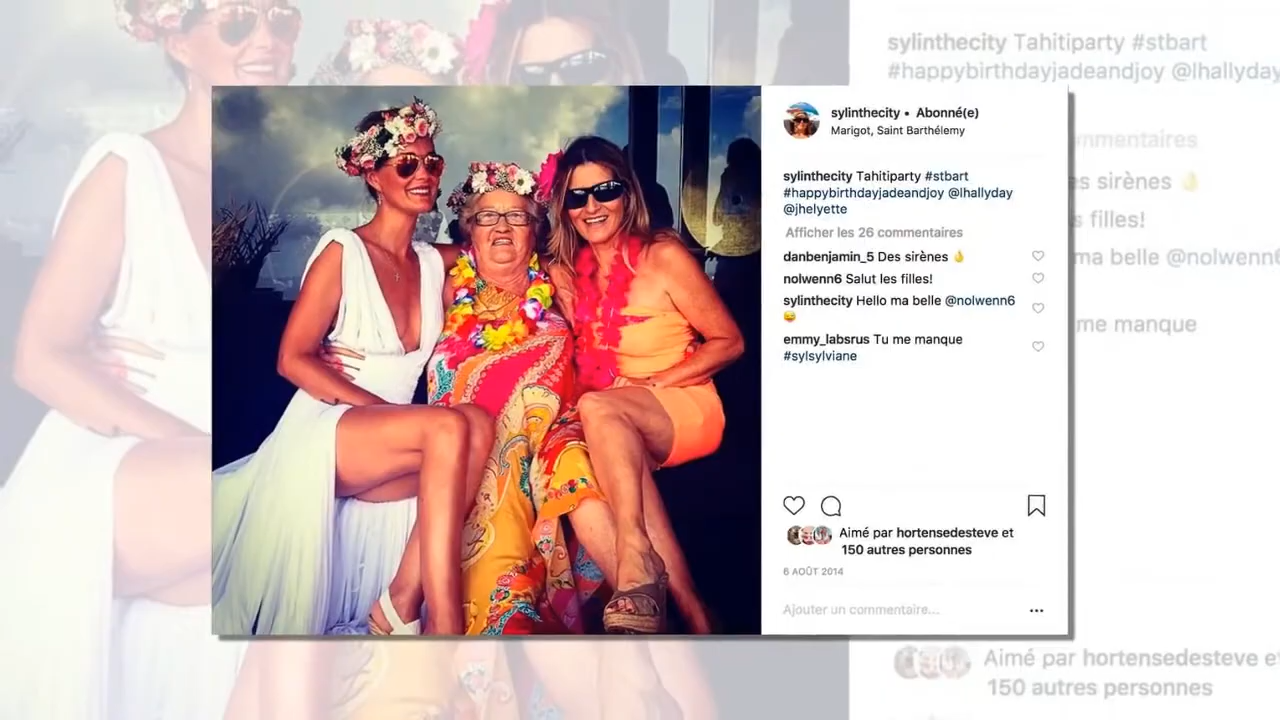 sylinthecity Tahitiparty #stbart
#happybirthdayjadeandjoy @lhallyday
mmentaires
es sirènes 👌
s filles!
ma belle @nolwenn6
me manque
sylinthecity • Abonné(e)
Marigot, Saint Barthélemy
sylinthecity Tahitiparty #stbart
#happybirthdayjadeandjoy @lhallyday
@jhelyette
Afficher les 26 commentaires
danbenjamin_5 Des sirènes 👌
nolwenn6 Salut les filles!
sylinthecity Hello ma belle @nolwenn6
😄
emmy_labsrus Tu me manque
#sylsylviane
Aimé par hortensedesteve et
150 autres personnes
6 AOÛT 2014
Ajouter un commentaire...
Aimé par hortensedesteve e
150 autres personnes